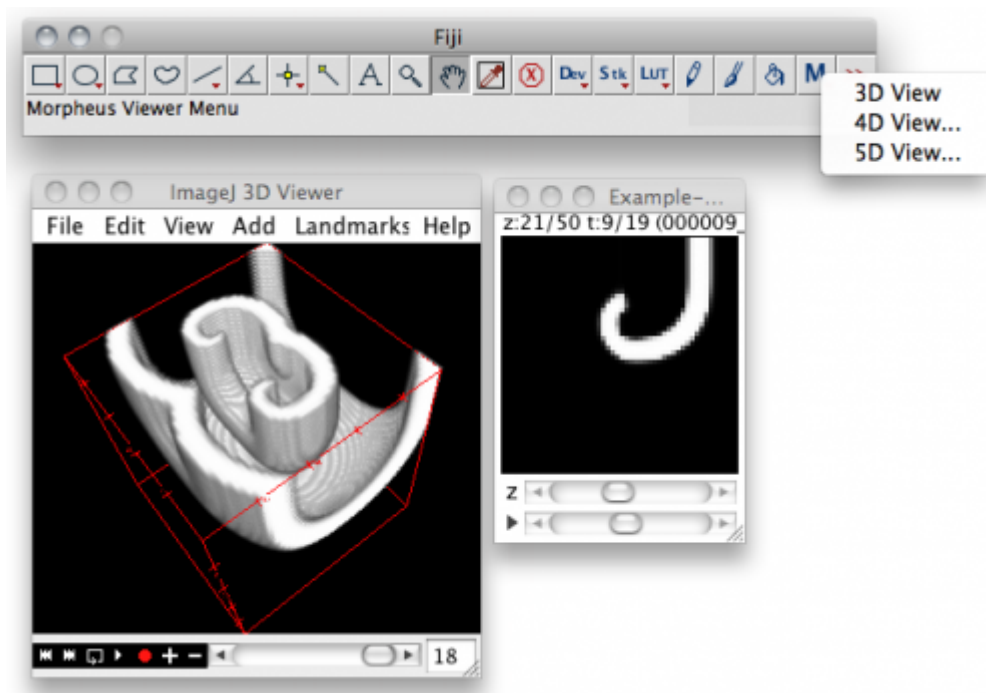 Fiji
A Dev Stk LUT M >>
Morpheus Viewer Menu
3D View
4D View...
5D View...
ImageJ 3D Viewer
File Edit View Add Landmarks Help
18
Example-...
z:21/50 t:9/19 (000009_
z